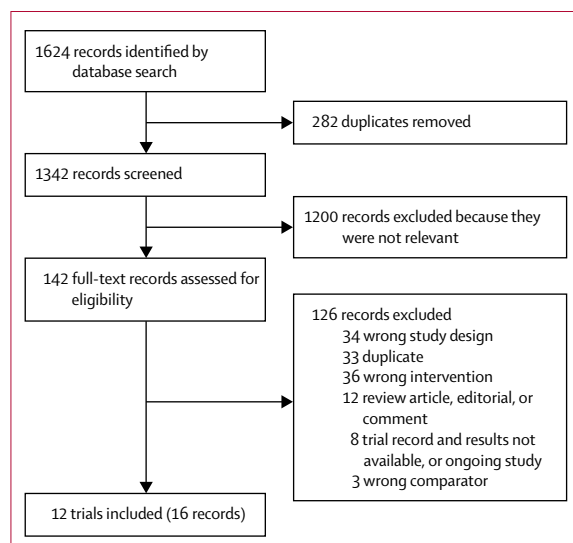 1624 records identified by
database search
282 duplicates removed
1342 records screened
1200 records excluded because they
were not relevant
142 full-text records assessed for
eligibility
126 records excluded
34 wrong study design
33 duplicate
36 wrong intervention
12 review article, editorial, or
comment
8 trial record and results not
available, or ongoing study
3 wrong comparator
12 trials included (16 records)